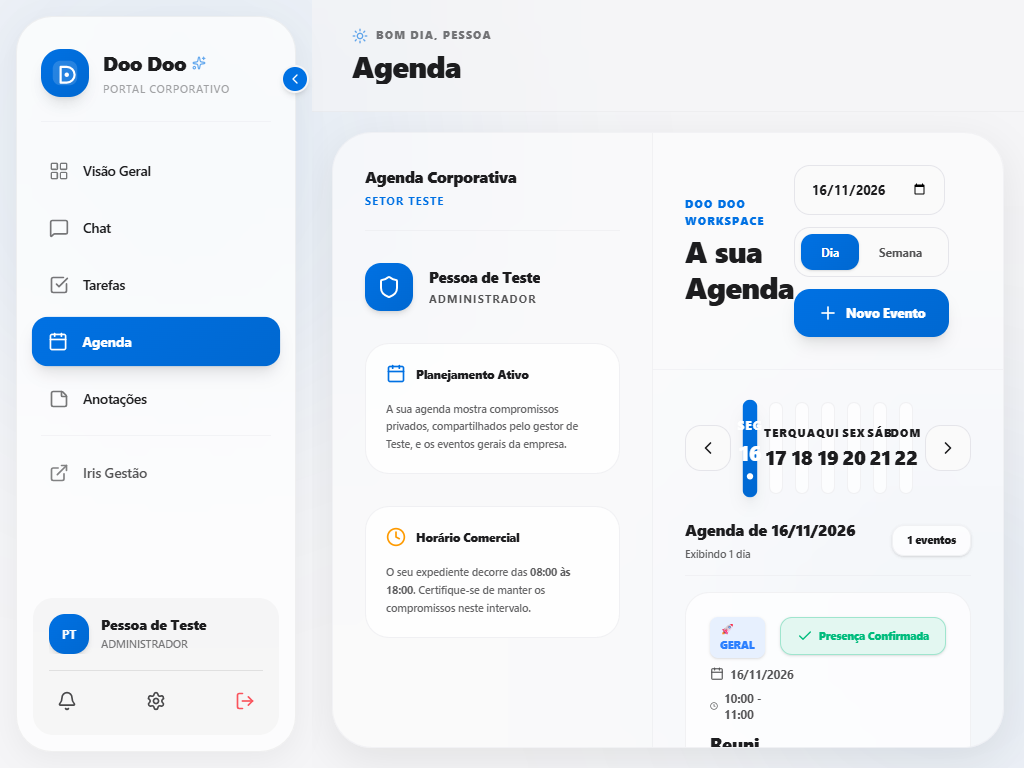 Doo Doo
PORTAL CORPORATIVO
Visão Geral
Chat
Tarefas
Agenda
Anotações
Iris Gestão
PT
Pessoa de Teste
ADMINISTRADOR
BOM DIA, PESSOA
Agenda
Agenda Corporativa
SETOR TESTE
Pessoa de Teste
ADMINISTRADOR
Planejamento Ativo
A sua agenda mostra compromissos
privados, compartilhados pelo gestor de
Teste, e os eventos gerais da empresa.
Horário Comercial
O seu expediente decorre das 08:00 às
18:00. Certifique-se de manter os
compromissos neste intervalo.
DOO DOO
WORKSPACE
A sua
Agenda
16/11/2026
Dia Semana
Novo Evento
SEG TER QUA QUI SEX SÁB DOM
16 17 18 19 20 21 22
Agenda de 16/11/2026
Exibindo 1 dia
1 eventos
GERAL
Presença Confirmada
16/11/2026
10:00 -
11:00
Reuni